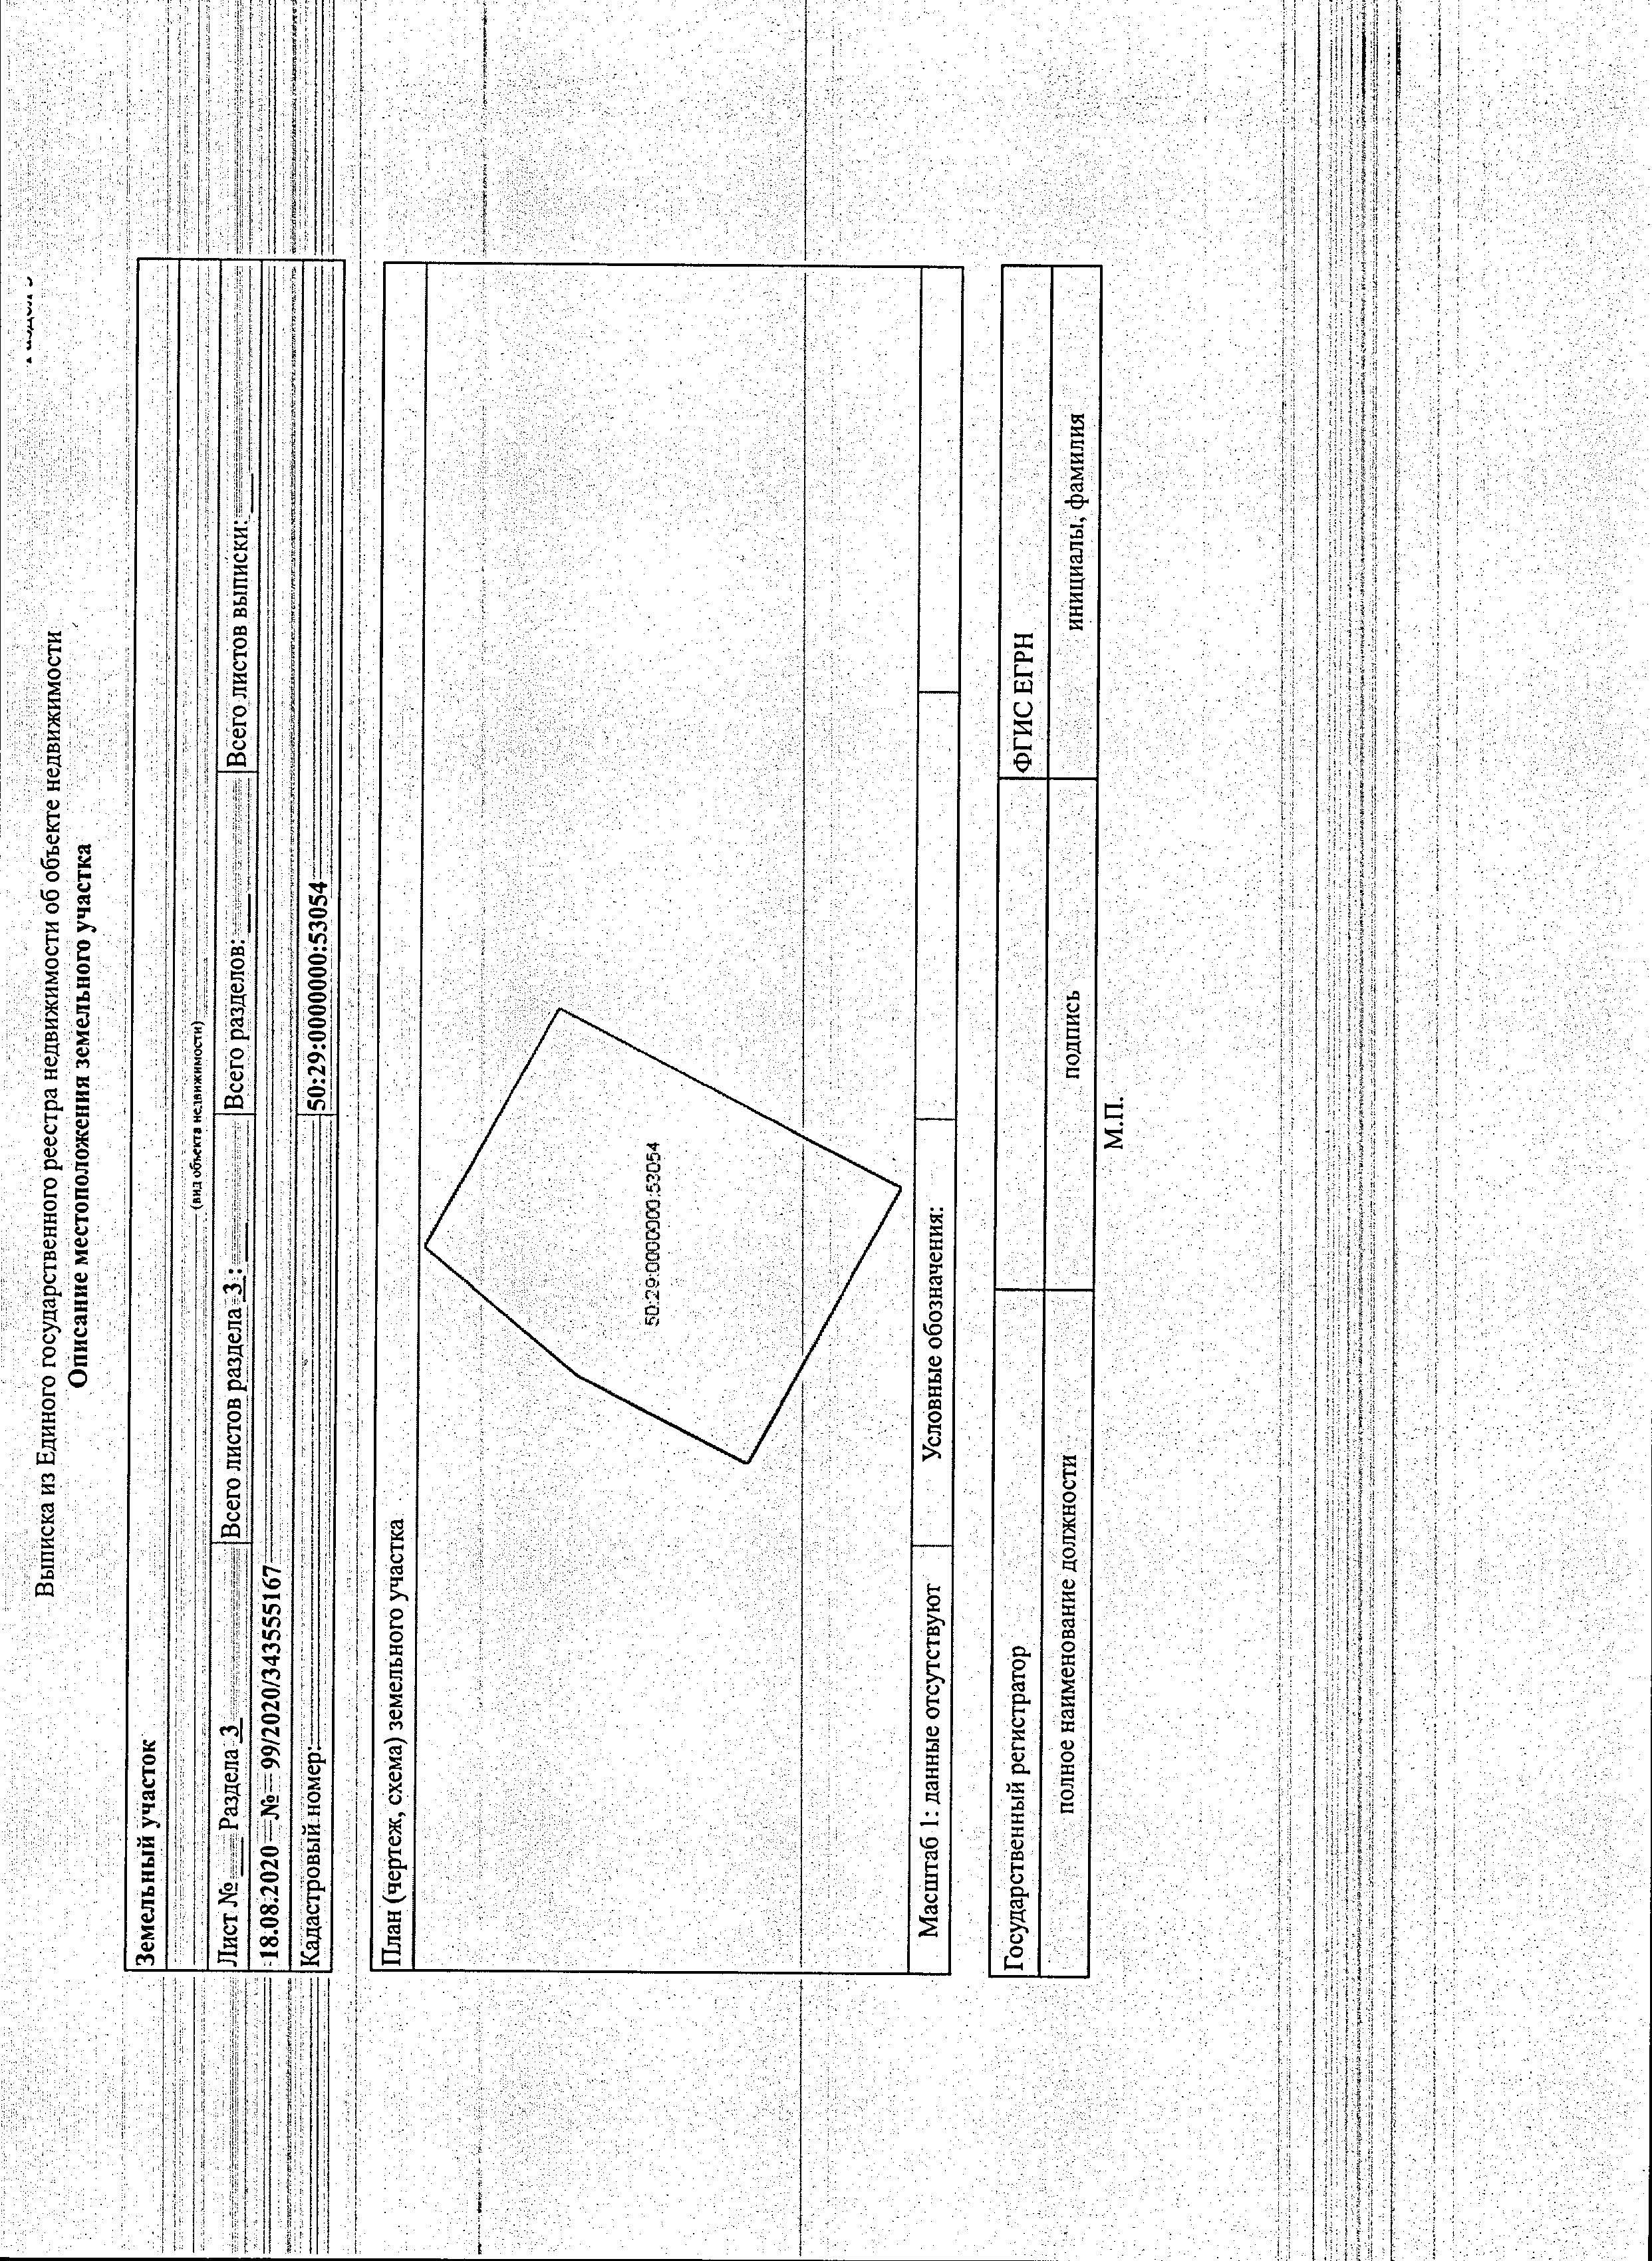 Выписка из Единого государственного реестра недвижимости об объекте недвижимости
Описание местоположения земельного участка
Земельный участок
(вид объекта недвижимости)
Лист № ___ Раздела 3 Всего листов раздела 3 : ___ Всего разделов: ___ Всего листов выписки: ___
18.08.2020 № 99/2020/343555167
Кадастровый номер: 50:29:0000000:53054
План (чертеж, схема) земельного участка
50:29:0000000:53054
Масштаб 1: данные отсутствуют Условные обозначения:
Государственный регистратор ФГИС ЕГРН
полное наименование должности подпись инициалы, фамилия
М.П.